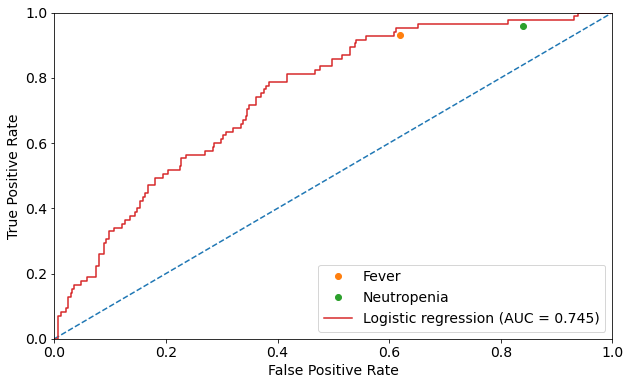 1.0
0.8
0.6
0.4
0.2
0.0
True Positive Rate
Fever
Neutropenia
Logistic regression (AUC = 0.745)
0.0 0.2 0.4 0.6 0.8 1.0
False Positive Rate